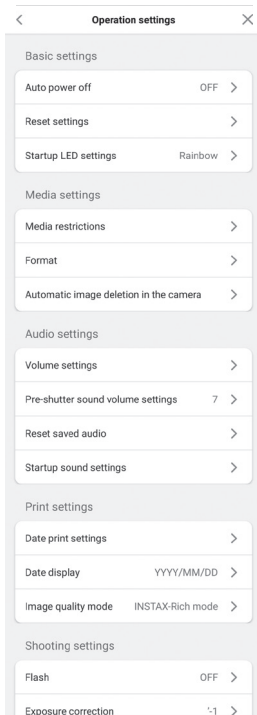 Operation settings
Basic settings
Auto power off OFF
Reset settings
Startup LED settings Rainbow
Media settings
Media restrictions
Format
Automatic image deletion in the camera
Audio settings
Volume settings
Pre-shutter sound volume settings 7
Reset saved audio
Startup sound settings
Print settings
Date print settings
Date display YYYY/MM/DD
Image quality mode INSTAX-Rich mode
Shooting settings
Flash OFF
Exposure correction '-1